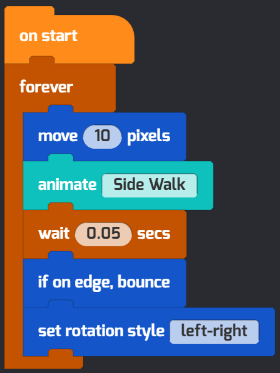 on start
forever
move 10 pixels
animate Side Walk
wait 0.05 secs
if on edge, bounce
set rotation style left-right